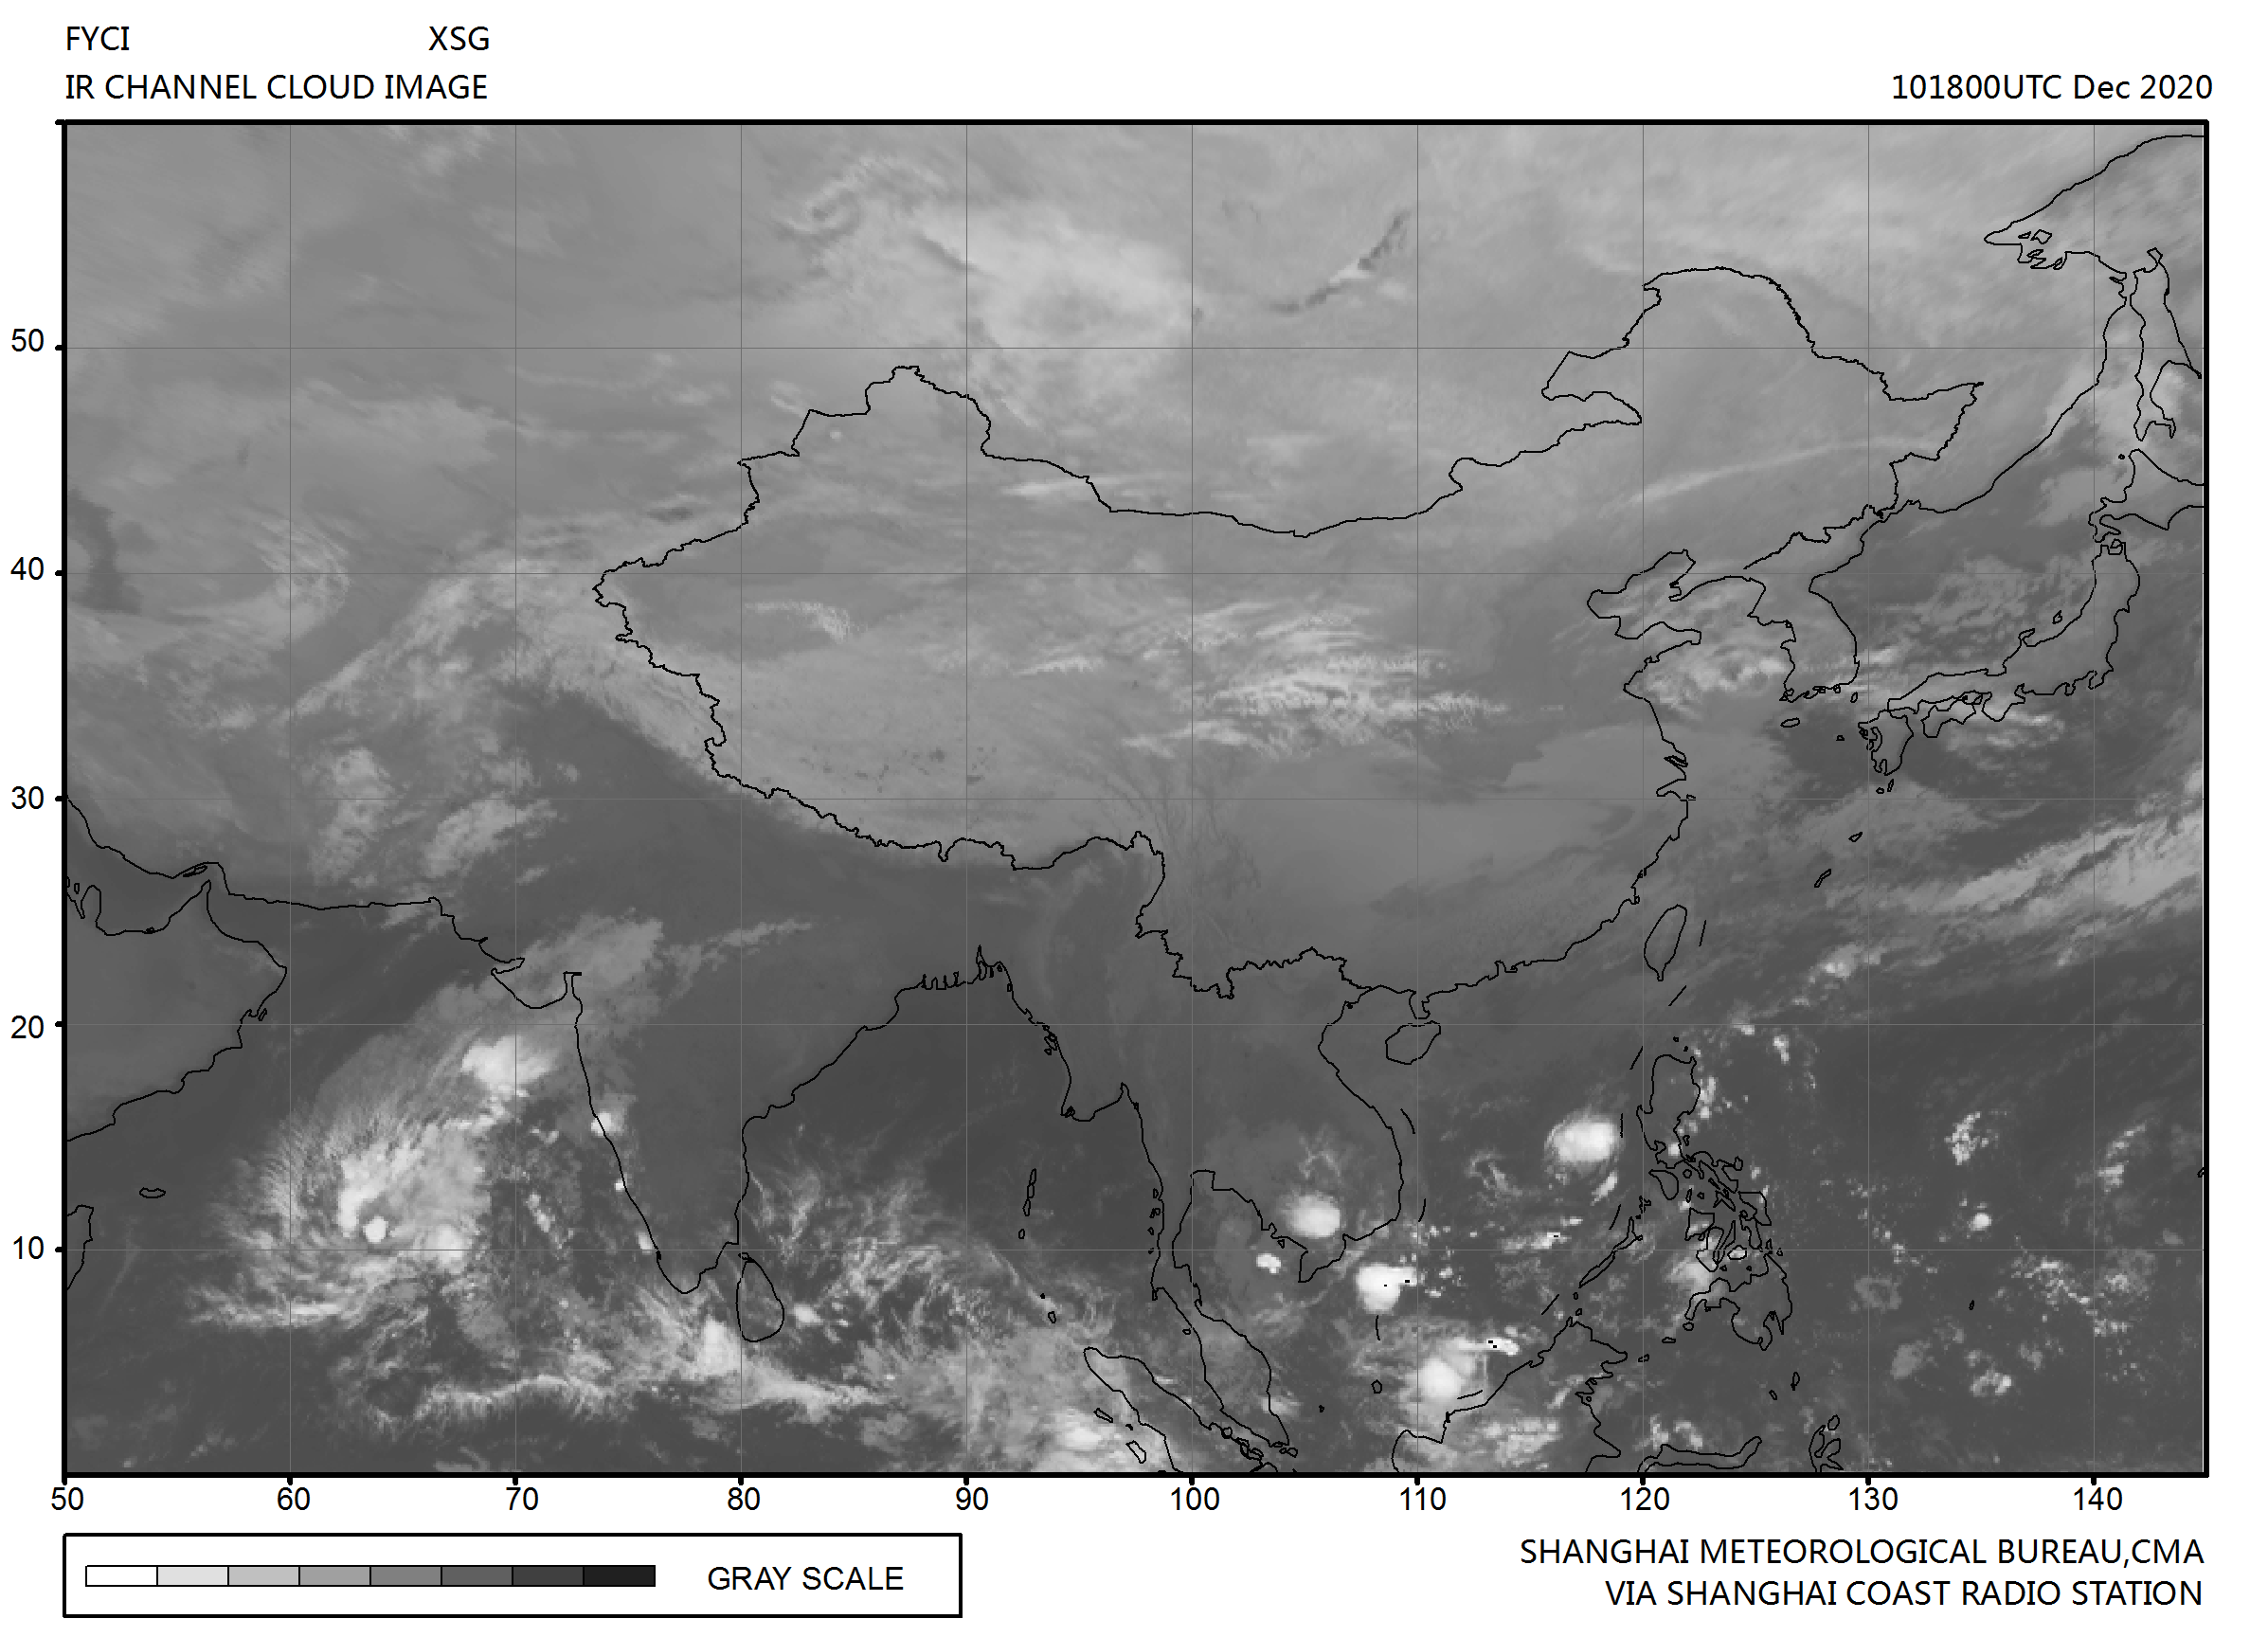 FYCI XSG
IR CHANNEL CLOUD IMAGE 101800UTC Dec 2020
50
40
30
20
10
50 60 70 80 90 100 110 120 130 140
GRAY SCALE
SHANGHAI METEOROLOGICAL BUREAU,CMA
VIA SHANGHAI COAST RADIO STATION